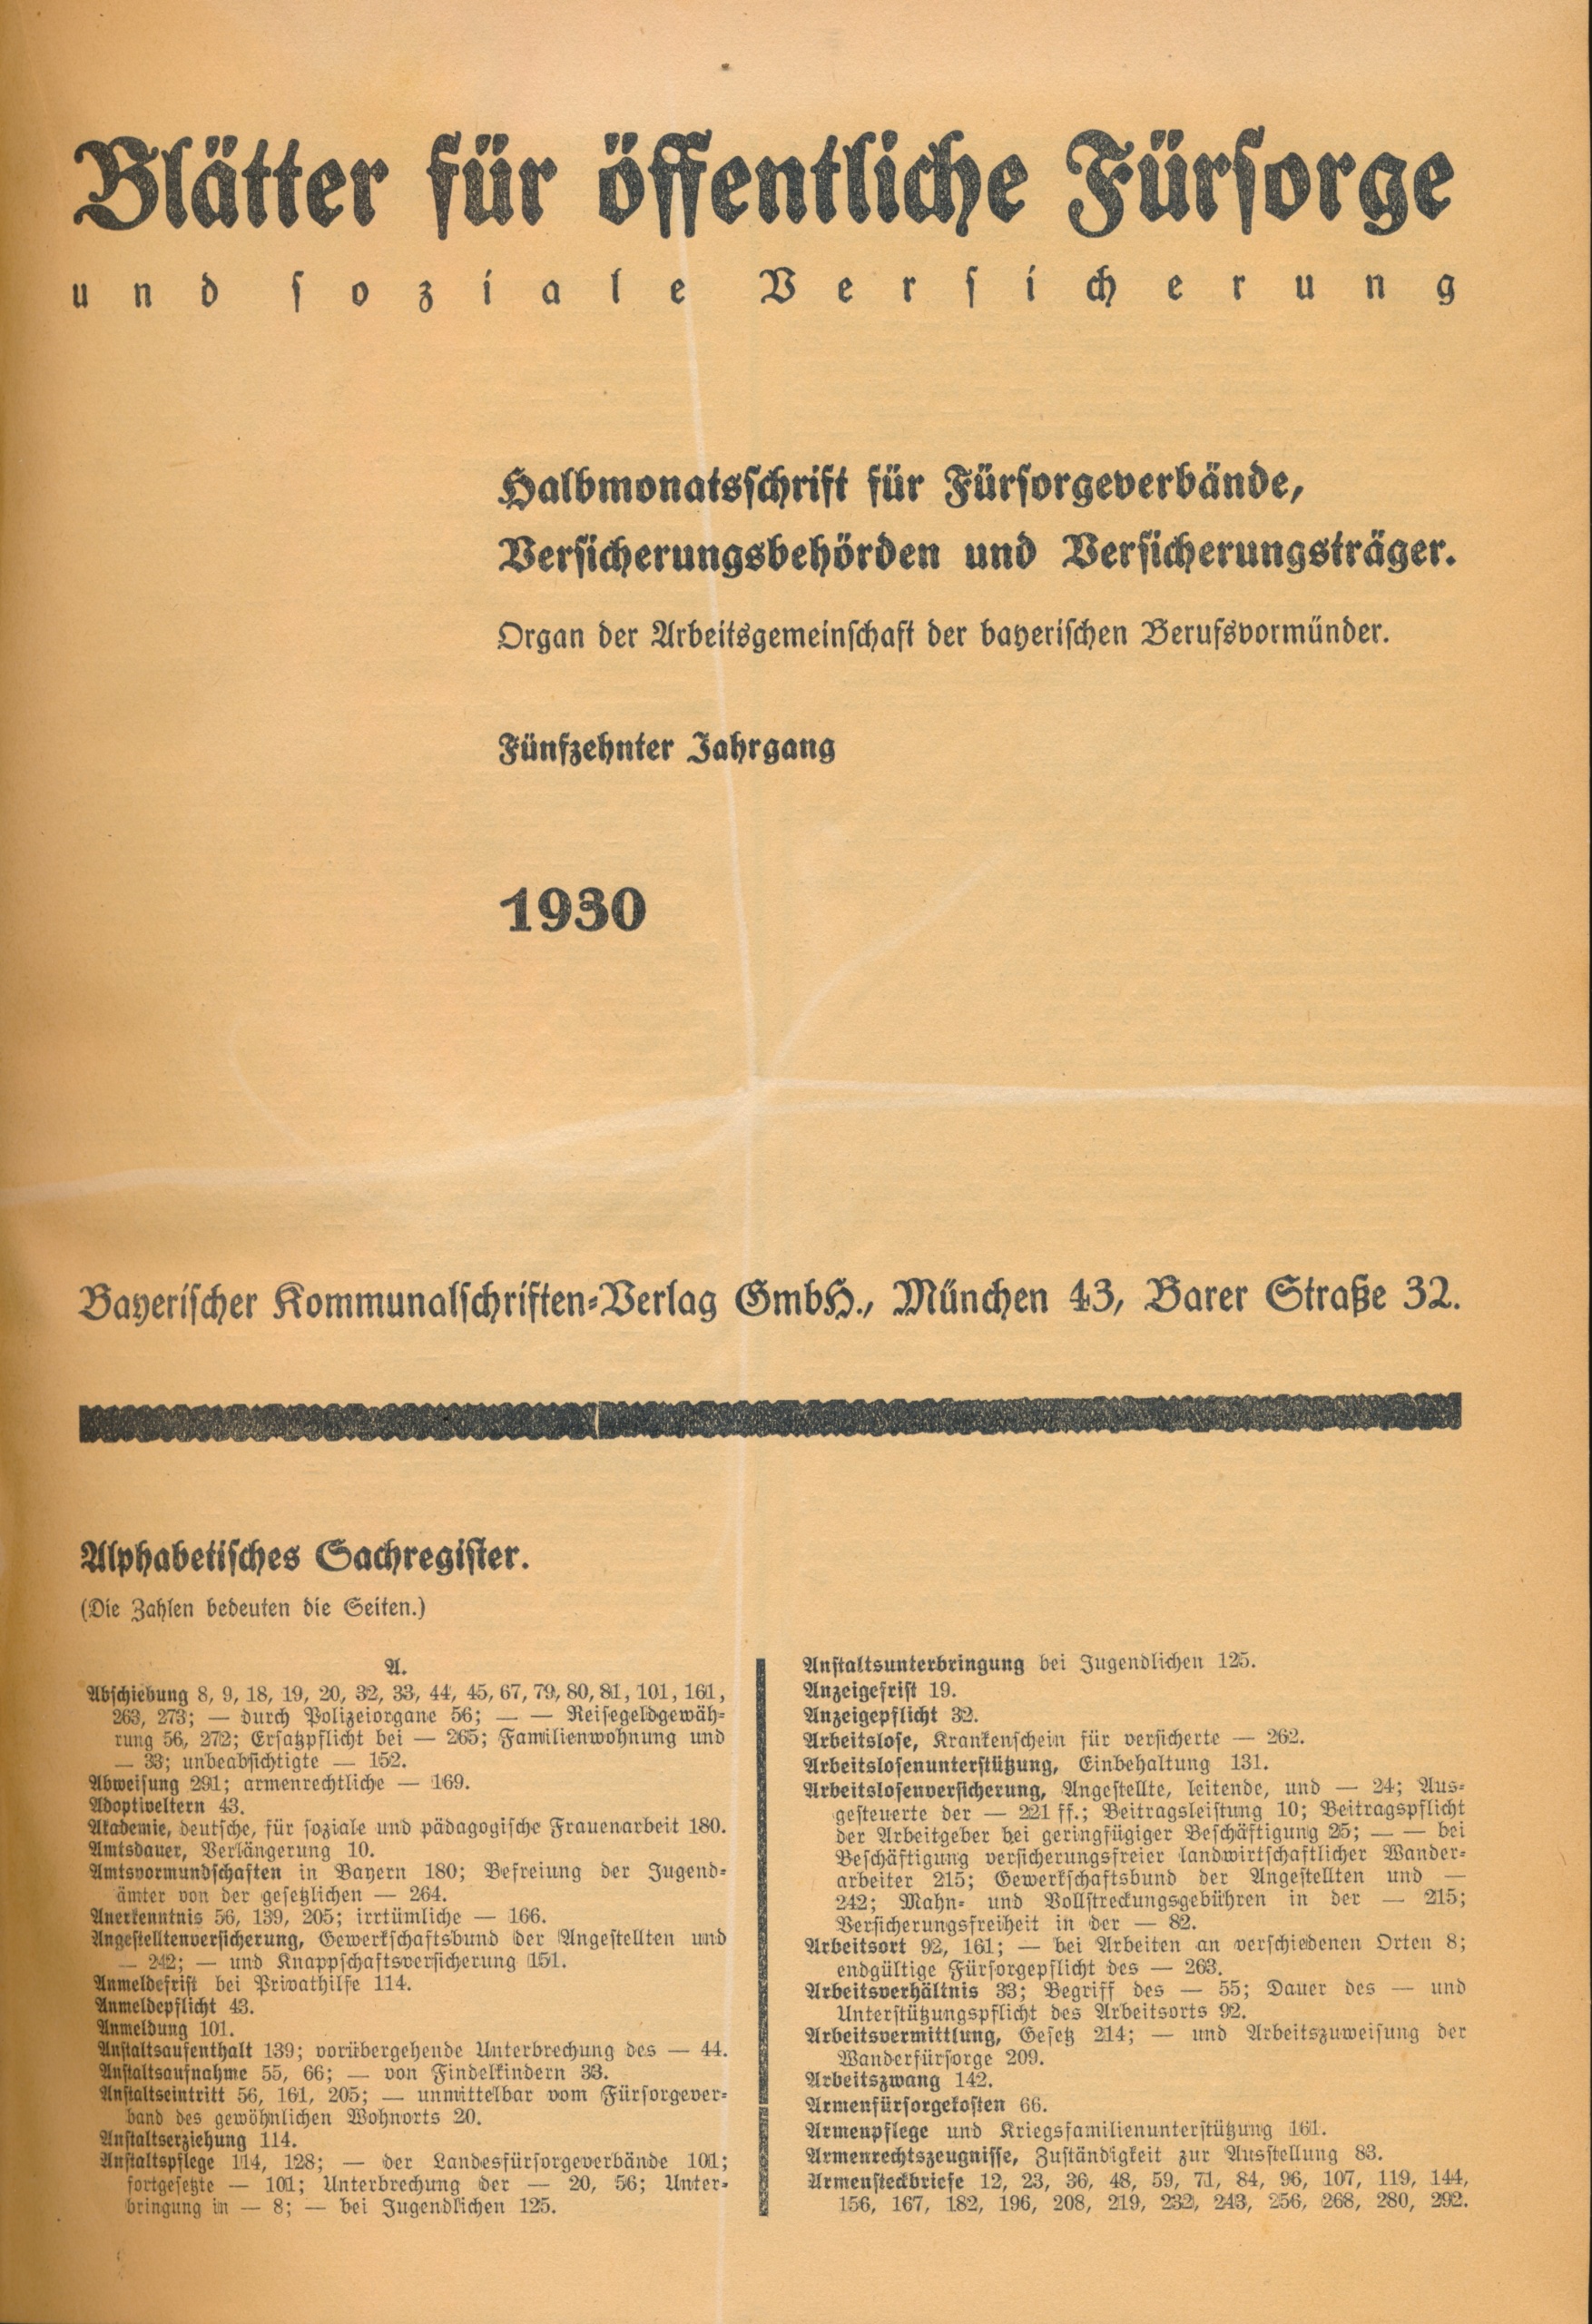 Blätter für öffentliche Fürsorge
und soziale Versicherung
Halbmonatsschrift für Fürsorgeverbände,
Versicherungsbehörden und Versicherungsträger.
Organ der Arbeitsgemeinschaft der bayerischen Berufsvormünder.
Fünfzehnter Jahrgang
1930
Bayerischer Kommunalschriften-Verlag GmbH., München 43, Barer Straße 32.
Alphabetisches Sachregister.
(Die Zahlen bedeuten die Seiten.)
A.
Abschiebung 8, 9, 18, 19, 20, 32, 33, 44, 45, 67, 79, 80, 81, 101, 161,
263, 273; — durch Polizeiorgane 56; — — Reisegeldgewäh-
rung 56, 272; Ersatzpflicht bei — 265; Familienwohnung und
— 33; unbeabsichtigte — 152.
Abweisung 291; armenrechtliche — 169.
Adoptiveltern 43.
Akademie, deutsche, für soziale und pädagogische Frauenarbeit 180.
Amtsdauer, Verlängerung 10.
Amtsvormundschaften in Bayern 180; Befreiung der Jugend-
ämter von der gesetzlichen — 264.
Anerkenntnis 56, 139, 205; irrtümliche — 166.
Angestelltenversicherung, Gewerkschaftsbund der Angestellten und
— 242; — und Knappschaftsversicherung 151.
Anmeldefrist bei Privathilfe 114.
Anmeldepflicht 43.
Anmeldung 101.
Anstaltsaufenthalt 139; vorübergehende Unterbrechung des — 44.
Anstaltsaufnahme 55, 66; — von Findelkindern 33.
Anstaltseintritt 56, 161, 205; — unmittelbar vom Fürsorgever-
band des gewöhnlichen Wohnorts 20.
Anstaltserziehung 114.
Anstaltspflege 114, 128; — der Landesfürsorgeverbände 101;
fortgesetzte — 101; Unterbrechung der — 20, 56; Unter-
bringung in — 8; — bei Jugendlichen 125.
Anstaltsunterbringung bei Jugendlichen 125.
Anzeigefrist 19.
Anzeigepflicht 32.
Arbeitslose, Krankenschein für versicherte — 262.
Arbeitslosenunterstützung, Einbehaltung 131.
Arbeitslosenversicherung, Angestellte, leitende, und — 24; Aus-
gesteuerte der — 221 ff.; Beitragsleistung 10; Beitragspflicht
der Arbeitgeber bei geringfügiger Beschäftigung 25; — — bei
Beschäftigung versicherungsfreier landwirtschaftlicher Wander-
arbeiter 215; Gewerkschaftsbund der Angestellten und —
242; Mahn- und Vollstreckungsgebühren in der — 215;
Versicherungsfreiheit in der — 82.
Arbeitsort 92, 161; — bei Arbeiten an verschiedenen Orten 8;
endgültige Fürsorgepflicht des — 263.
Arbeitsverhältnis 33; Begriff des — 55; Dauer des — und
Unterstützungspflicht des Arbeitsorts 92.
Arbeitsvermittlung, Gesetz 214; — und Arbeitszuweisung der
Wanderfürsorge 209.
Arbeitszwang 142.
Armenfürsorgekosten 66.
Armenpflege und Kriegsfamilienunterstützung 161.
Armenrechtszeugnisse, Zuständigkeit zur Ausstellung 83.
Armensteckbriefe 12, 23, 36, 48, 59, 71, 84, 96, 107, 119, 144,
156, 167, 182, 196, 208, 219, 232, 243, 256, 268, 280, 292.